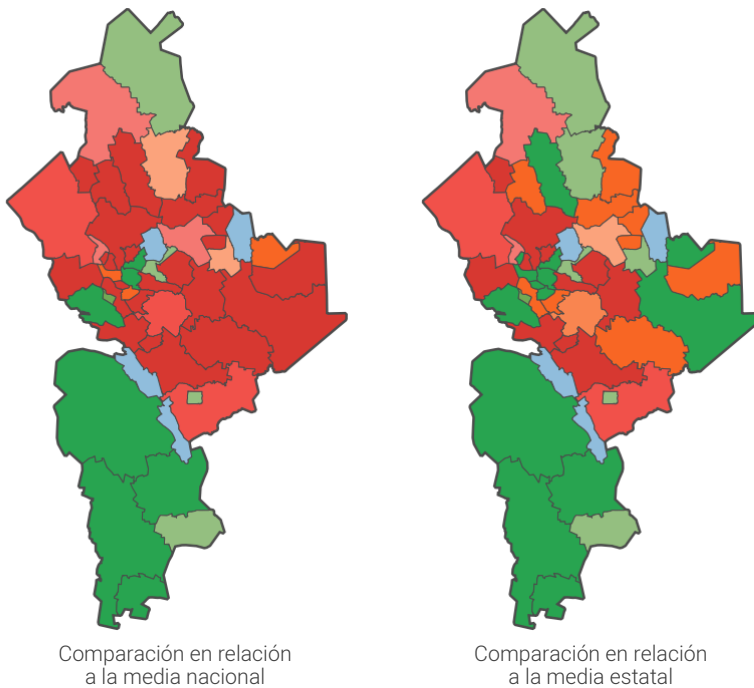 Comparación en relación
a la media nacional
Comparación en relación
a la media estatal